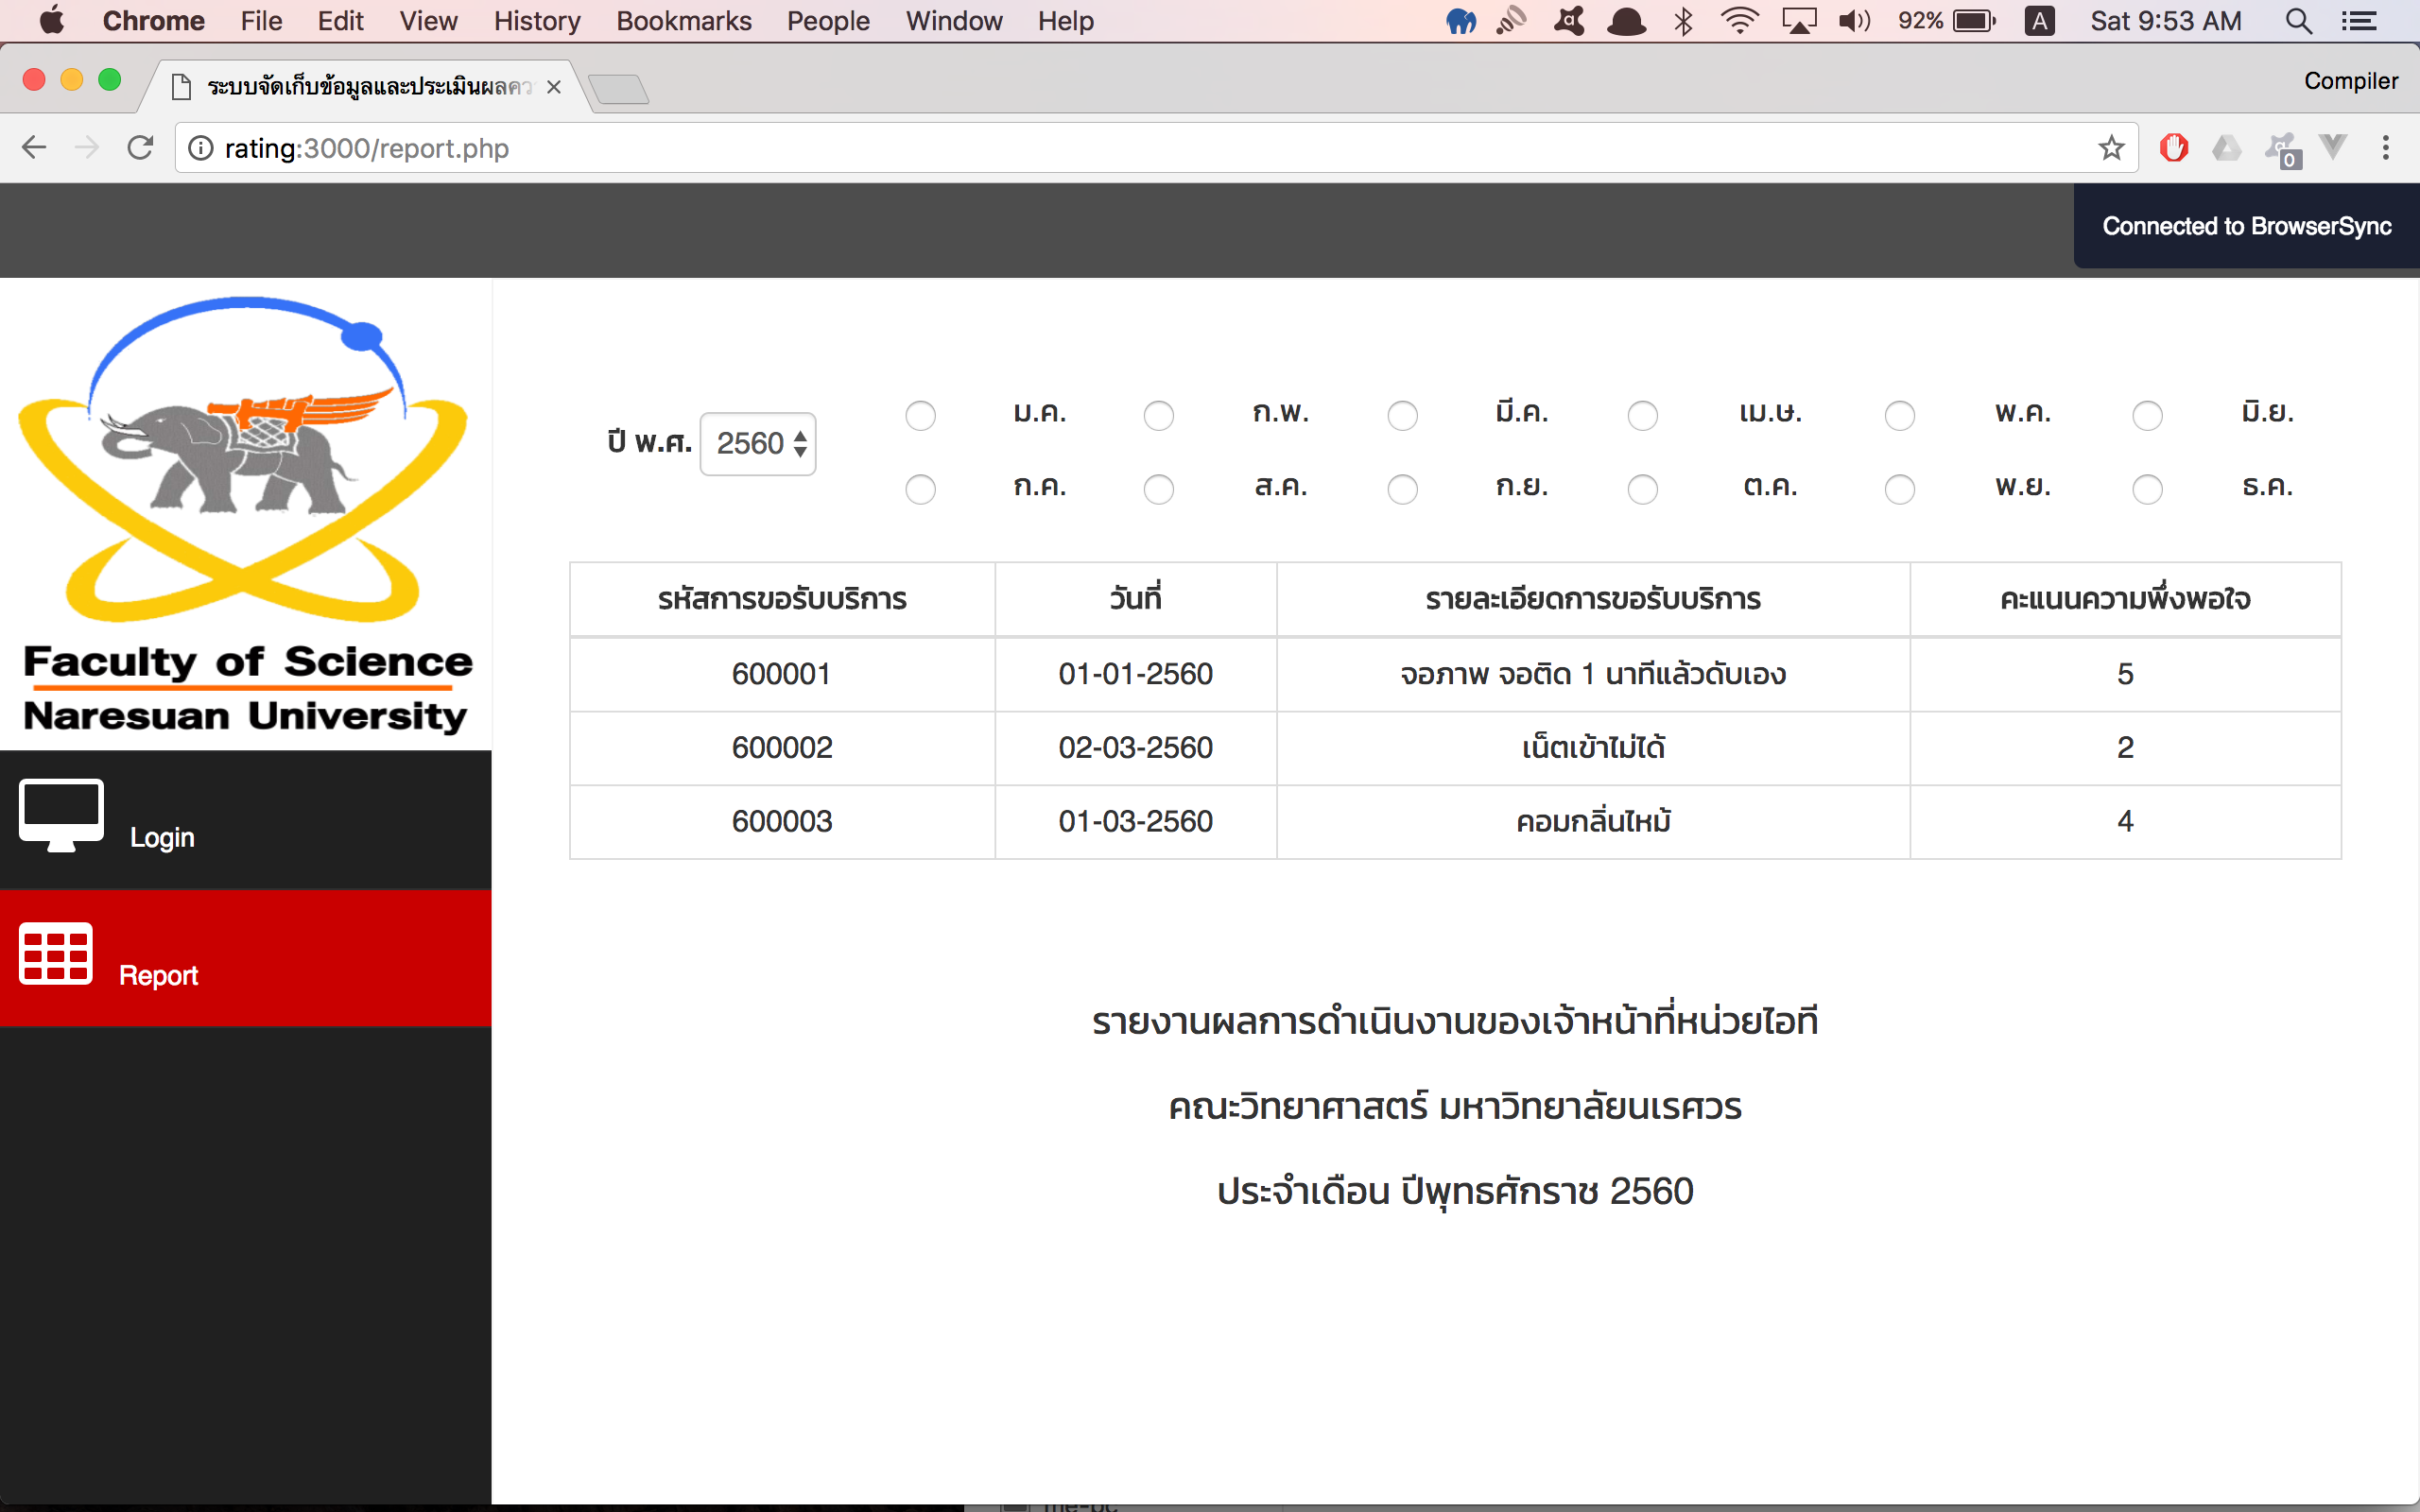 Chrome File Edit View History Bookmarks People Window Help 92% A Sat 9:53 AM
ระบบจัดเก็บข้อมูลและประเมินผลคว Compiler
rating:3000/report.php 0
Connected to BrowserSync
Faculty of Science
Naresuan University
Login
Report
ปี พ.ศ. 2560
ม.ค. ก.พ. มี.ค. เม.ษ. พ.ค. มิ.ย.
ก.ค. ส.ค. ก.ย. ต.ค. พ.ย. ธ.ค.
รหัสการขอรับบริการ วันที่ รายละเอียดการขอรับบริการ คะแนนความพึ่งพอใจ
600001 01-01-2560 จอภาพ จอติด 1 นาทีแล้วดับเอง 5
600002 02-03-2560 เน็ตเข้าไม่ได้ 2
600003 01-03-2560 คอมกลิ่นไหม้ 4
รายงานผลการดำเนินงานของเจ้าหน้าที่หน่วยไอที
คณะวิทยาศาสตร์ มหาวิทยาลัยนเรศวร
ประจำเดือน ปีพุทธศักราช 2560